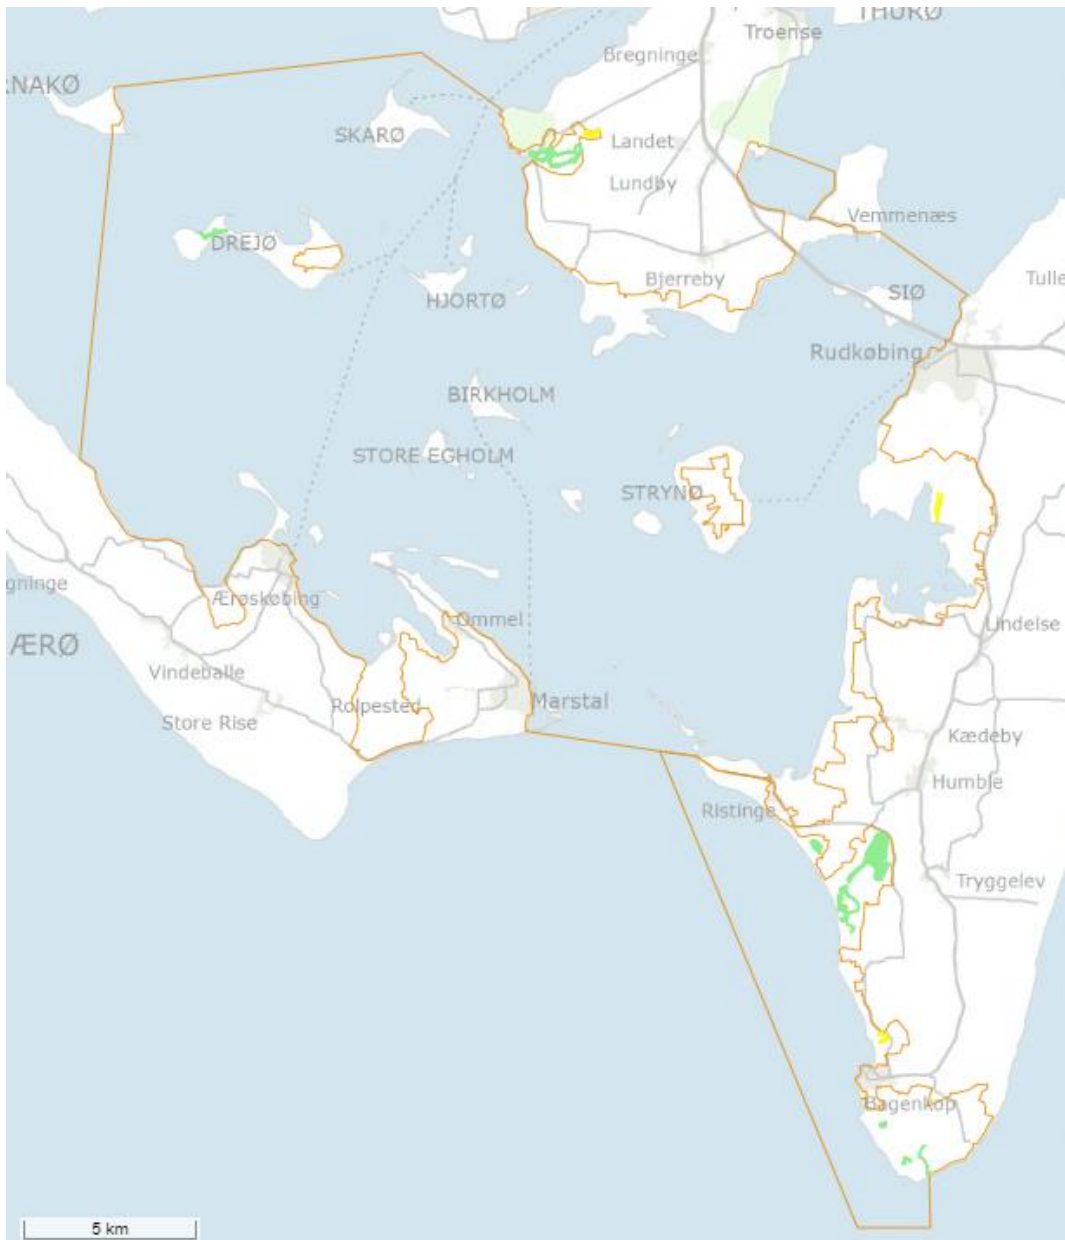 THURØ
Troense
Bregninge
RNAKØ
SKARØ
Landet
Lundby
Vemmenæs
DREJØ
Bjerreby
Tulle
HJORTØ
SIØ
Rudkøbing
BIRKHOLM
STORE EGHOLM
STRYNØ
gninge
Ærøskøbing
Ommel
Lindelse
ÆRØ
Vindeballe
Rolpested
Marstal
Store Rise
Kædeby
Humble
Ristinge
Tryggelev
Bagenkop
5 km